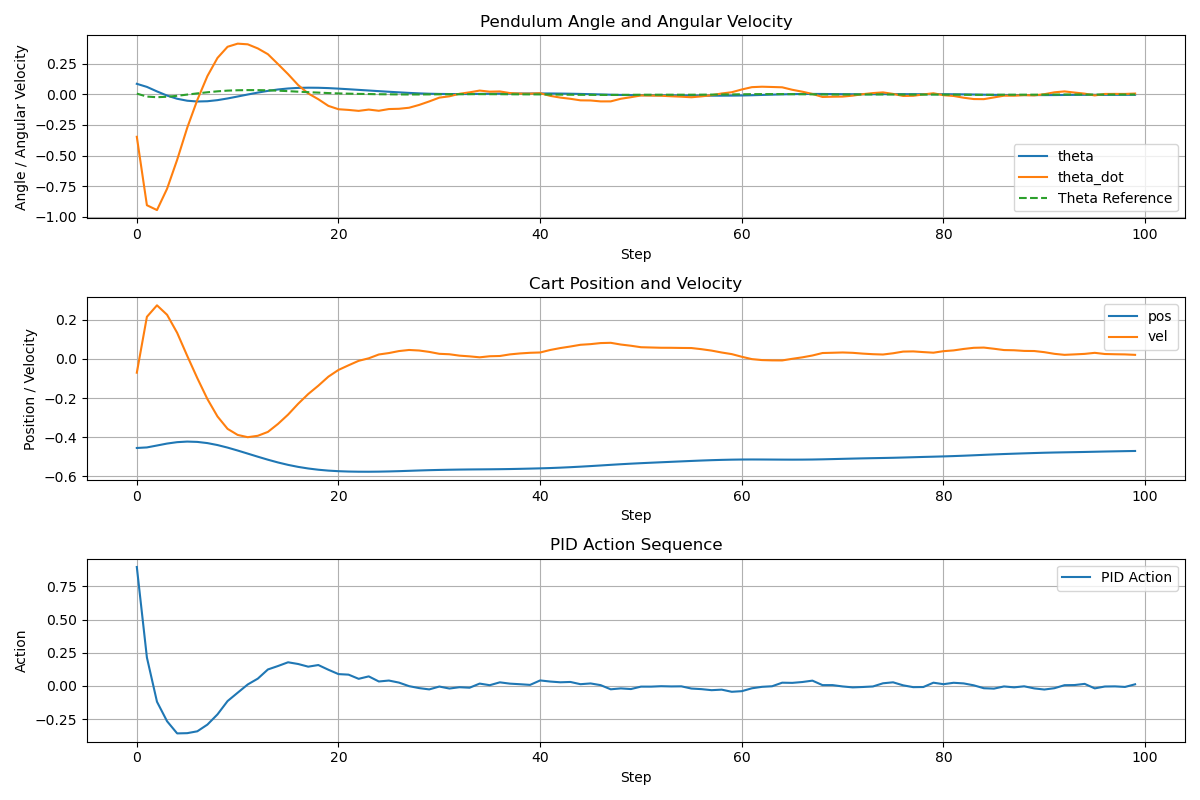 Pendulum Angle and Angular Velocity
Angle / Angular Velocity
0.25
0.00
−0.25
−0.50
−0.75
−1.00
theta
theta_dot
Theta Reference
0 20 40 60 80 100
Step
Cart Position and Velocity
Position / Velocity
0.2
0.0
−0.2
−0.4
−0.6
pos
vel
0 20 40 60 80 100
Step
PID Action Sequence
Action
0.75
0.50
0.25
0.00
−0.25
PID Action
0 20 40 60 80 100
Step